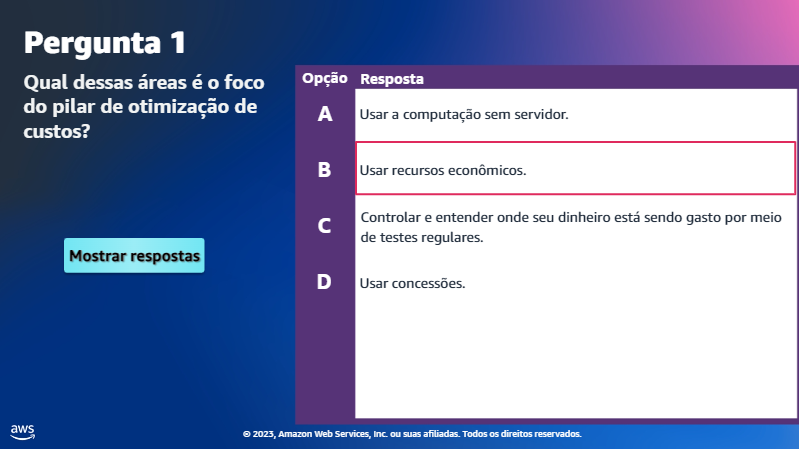 Pergunta 1
Qual dessas áreas é o foco
do pilar de otimização de
custos?
Mostrar respostas
Opção Resposta
A Usar a computação sem servidor.
B Usar recursos econômicos.
C Controlar e entender onde seu dinheiro está sendo gasto por meio
de testes regulares.
D Usar concessões.
aws
© 2023, Amazon Web Services, Inc. ou suas afiliadas. Todos os direitos reservados.